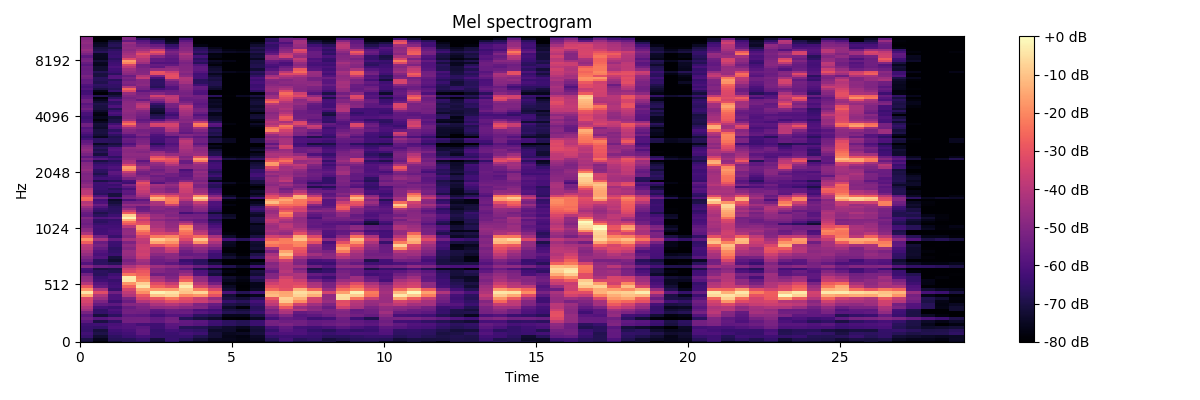 Mel spectrogram
8192
4096
2048
1024
512
0
Hz
0 5 10 15 20 25
Time
+0 dB
-10 dB
-20 dB
-30 dB
-40 dB
-50 dB
-60 dB
-70 dB
-80 dB